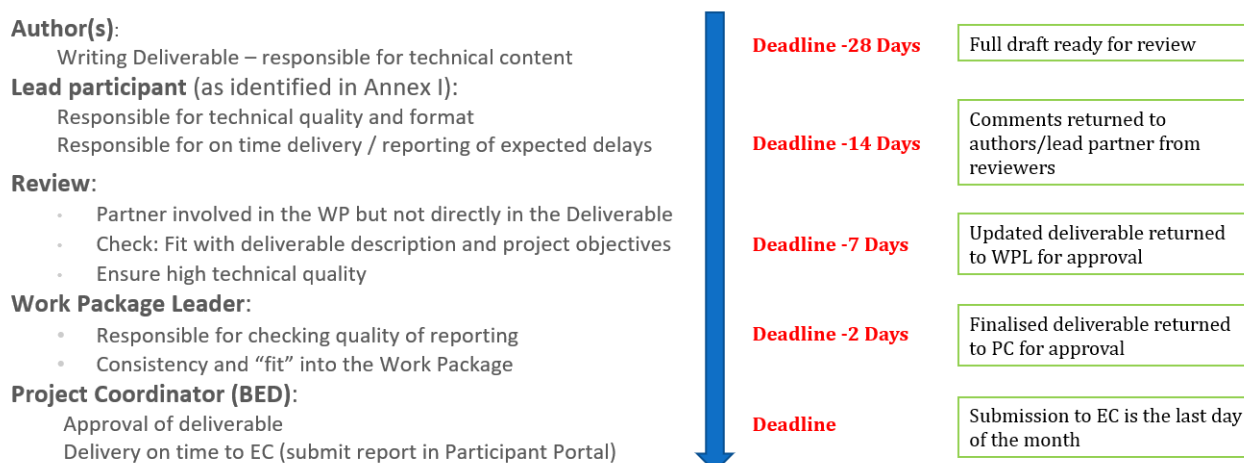 Author(s):
Writing Deliverable – responsible for technical content
Lead participant (as identified in Annex I):
Responsible for technical quality and format
Responsible for on time delivery / reporting of expected delays
Review:
· Partner involved in the WP but not directly in the Deliverable
· Check: Fit with deliverable description and project objectives
· Ensure high technical quality
Work Package Leader:
• Responsible for checking quality of reporting
• Consistency and “fit” into the Work Package
Project Coordinator (BED):
Approval of deliverable
Delivery on time to EC (submit report in Participant Portal)
Deadline -28 Days
Full draft ready for review
Deadline -14 Days
Comments returned to
authors/lead partner from
reviewers
Deadline -7 Days
Updated deliverable returned
to WPL for approval
Deadline -2 Days
Finalised deliverable returned
to PC for approval
Deadline
Submission to EC is the last day
of the month